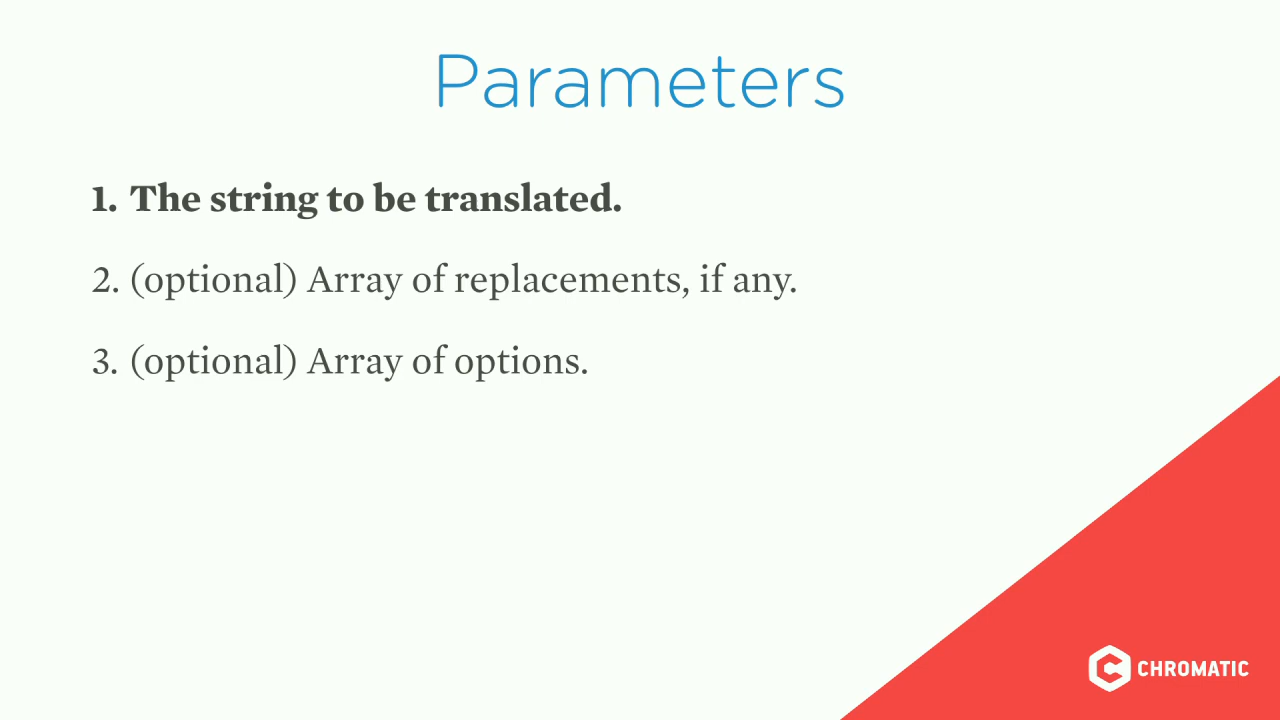 Parameters
1. The string to be translated.
2. (optional) Array of replacements, if any.
3. (optional) Array of options.
CHROMATIC